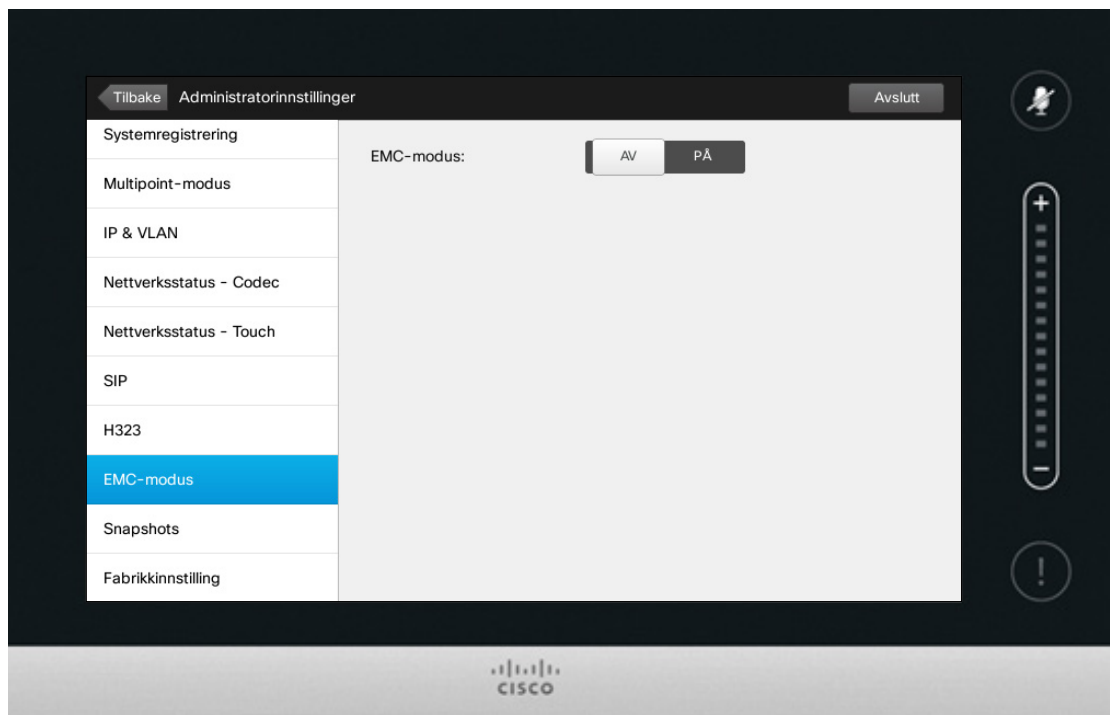 Tilbake Administratorinnstillinger Avslutt
Systemregistrering
EMC-modus: AV PÅ
Multipoint-modus
IP & VLAN
Nettverksstatus - Codec
Nettverksstatus - Touch
SIP
H323
EMC-modus
Snapshots
Fabrikkinnstilling
+
−
!
CISCO